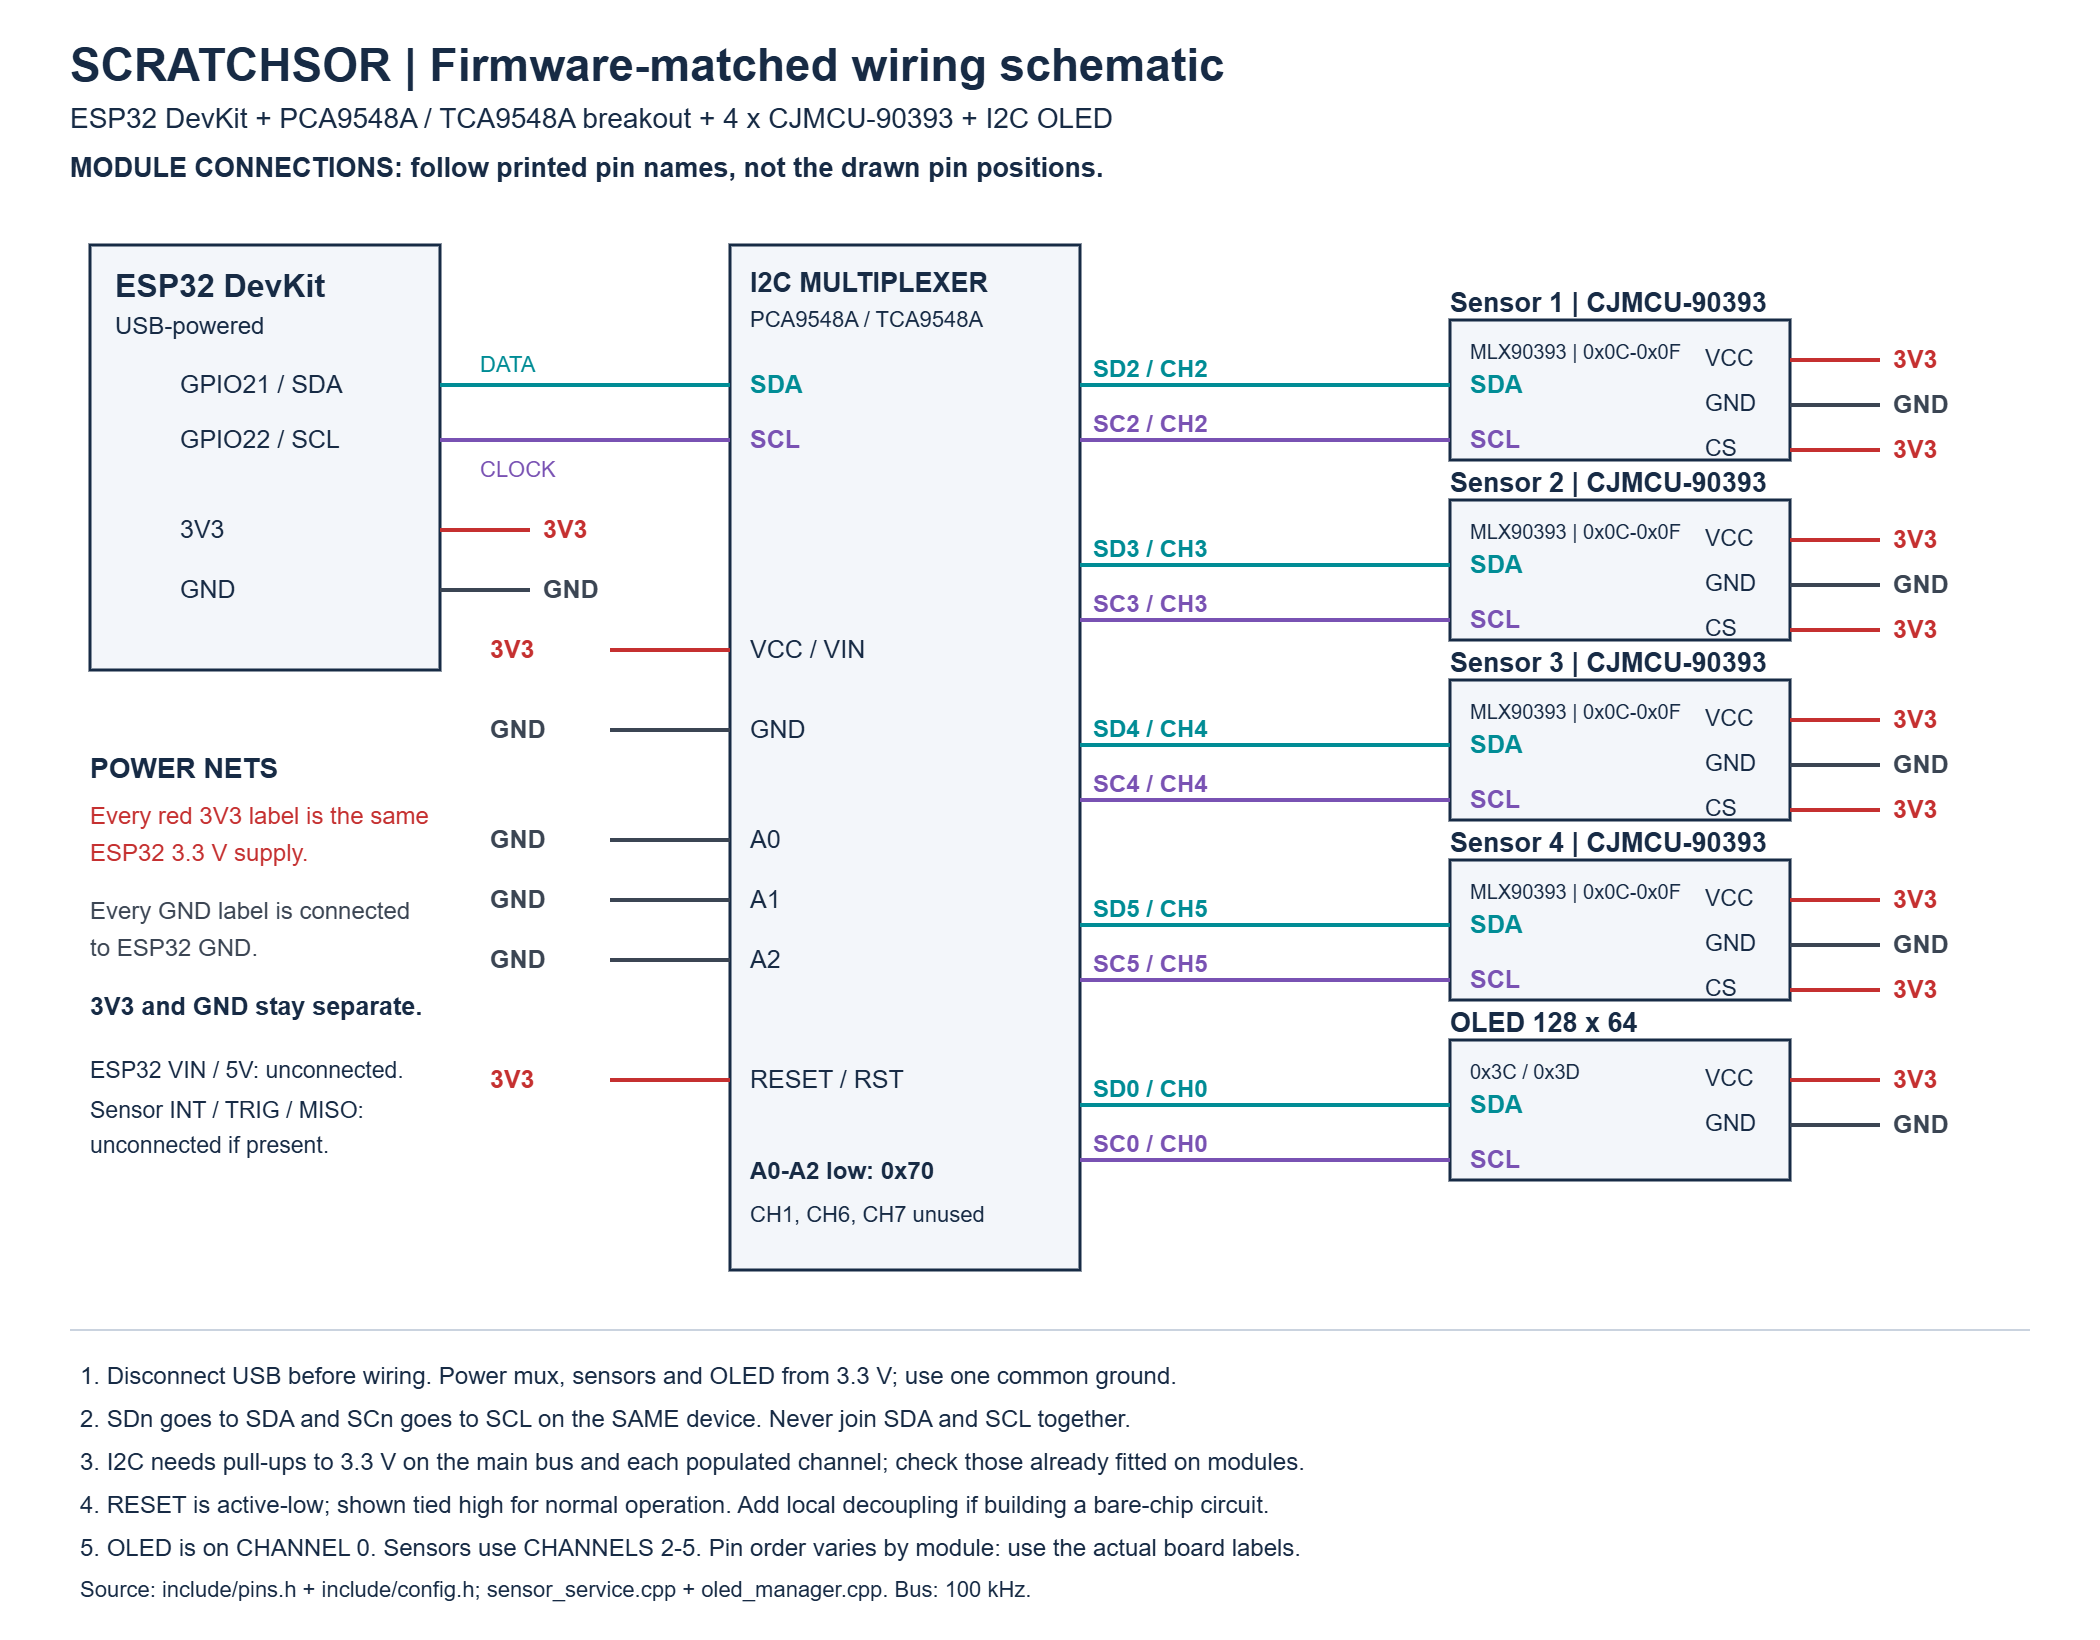 SCRATCHSOR | Firmware-matched wiring schematic
ESP32 DevKit + PCA9548A / TCA9548A breakout + 4 x CJMCU-90393 + I2C OLED
MODULE CONNECTIONS: follow printed pin names, not the drawn pin positions.
ESP32 DevKit
USB-powered
GPIO21 / SDA
GPIO22 / SCL
3V3
GND
DATA
CLOCK
3V3
GND
3V3
GND
GND
GND
GND
3V3
POWER NETS
Every red 3V3 label is the same
ESP32 3.3 V supply.
Every GND label is connected
to ESP32 GND.
3V3 and GND stay separate.
ESP32 VIN / 5V: unconnected.
Sensor INT / TRIG / MISO:
unconnected if present.
I2C MULTIPLEXER
PCA9548A / TCA9548A
SDA
SCL
VCC / VIN
GND
A0
A1
A2
RESET / RST
A0-A2 low: 0x70
CH1, CH6, CH7 unused
SD2 / CH2
SC2 / CH2
SD3 / CH3
SC3 / CH3
SD4 / CH4
SC4 / CH4
SD5 / CH5
SC5 / CH5
SD0 / CH0
SC0 / CH0
Sensor 1 | CJMCU-90393
MLX90393 | 0x0C-0x0F
SDA
SCL
VCC
GND
CS
3V3
GND
3V3
Sensor 2 | CJMCU-90393
MLX90393 | 0x0C-0x0F
SDA
SCL
VCC
GND
CS
3V3
GND
3V3
Sensor 3 | CJMCU-90393
MLX90393 | 0x0C-0x0F
SDA
SCL
VCC
GND
CS
3V3
GND
3V3
Sensor 4 | CJMCU-90393
MLX90393 | 0x0C-0x0F
SDA
SCL
VCC
GND
CS
3V3
GND
3V3
OLED 128 x 64
0x3C / 0x3D
SDA
SCL
VCC
GND
3V3
GND
1. Disconnect USB before wiring. Power mux, sensors and OLED from 3.3 V; use one common ground.
2. SDn goes to SDA and SCn goes to SCL on the SAME device. Never join SDA and SCL together.
3. I2C needs pull-ups to 3.3 V on the main bus and each populated channel; check those already fitted on modules.
4. RESET is active-low; shown tied high for normal operation. Add local decoupling if building a bare-chip circuit.
5. OLED is on CHANNEL 0. Sensors use CHANNELS 2-5. Pin order varies by module: use the actual board labels.
Source: include/pins.h + include/config.h; sensor_service.cpp + oled_manager.cpp. Bus: 100 kHz.